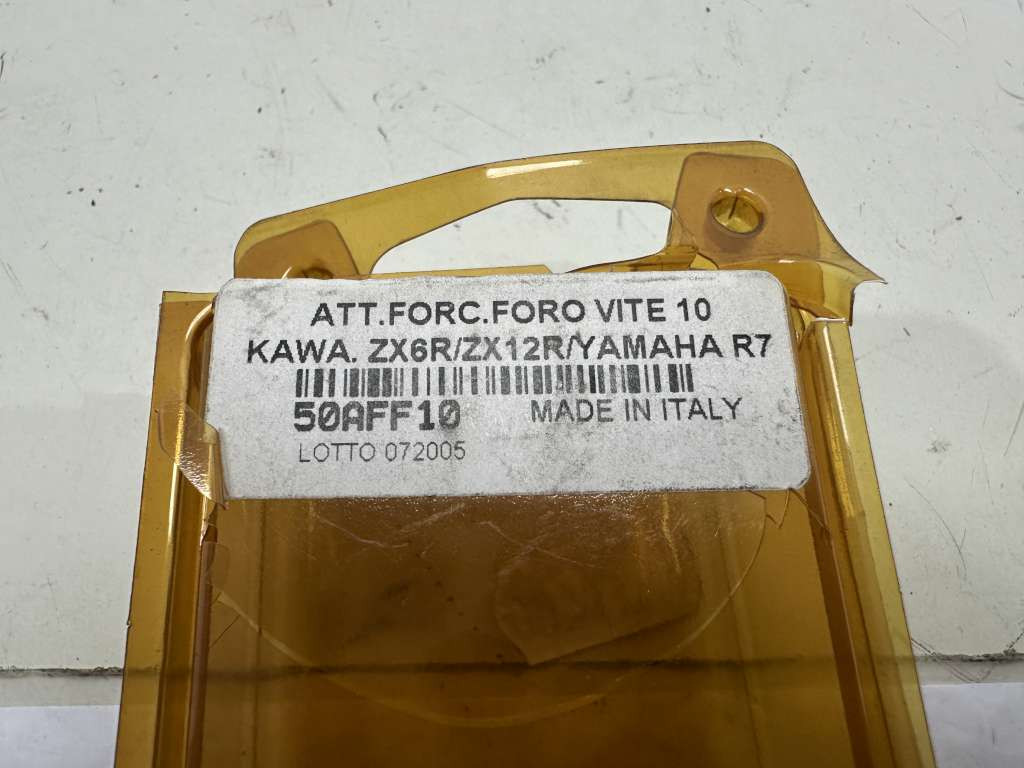 ATT.FORC.FORO VITE 10
KAWA. ZX6R/ZX12R/YAMAHA R7
50AFF10 MADE IN ITALY
LOTTO 072005